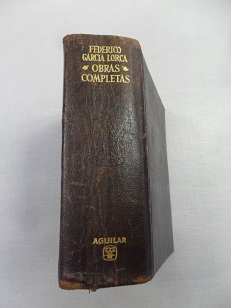 FEDERICO
GARCIA LORCA
OBRAS
COMPLETAS
AGUILAR